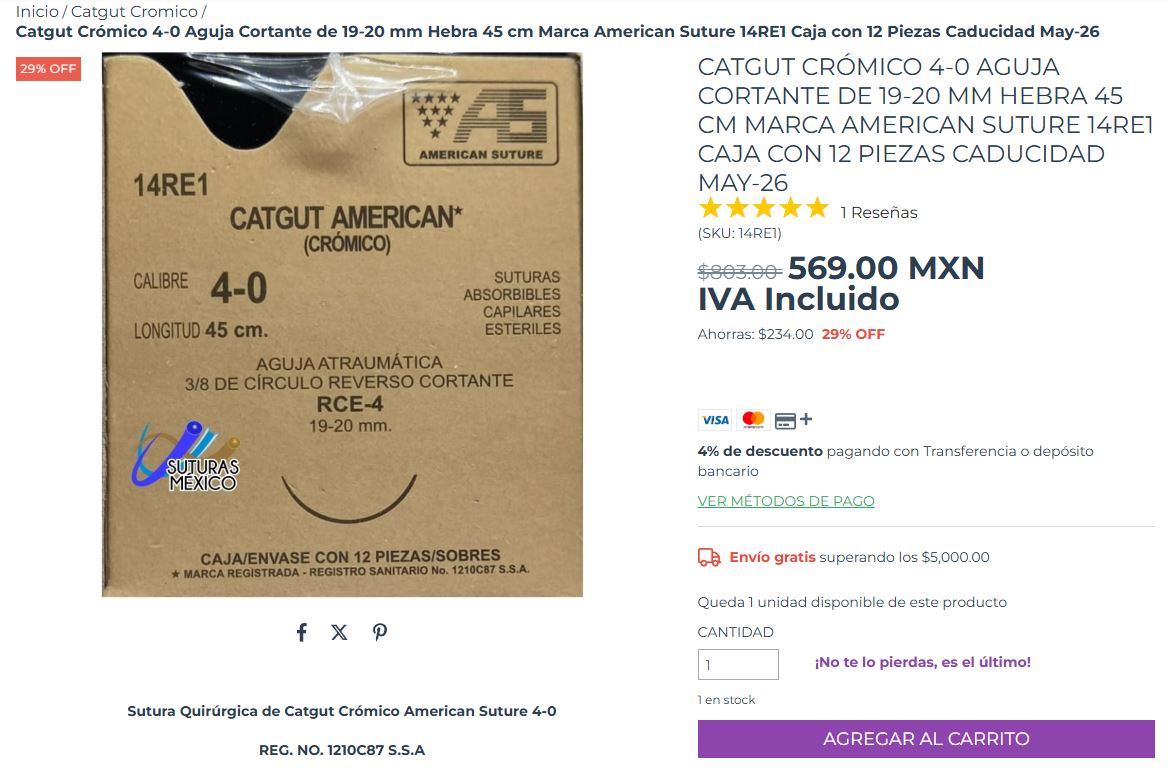 Inicio / Catgut Cromico /
Catgut Crómico 4-0 Aguja Cortante de 19-20 mm Hebra 45 cm Marca American Suture 14RE1 Caja con 12 Piezas Caducidad May-26
29% OFF
AS
AMERICAN SUTURE
14RE1
CATGUT AMERICAN*
(CRÓMICO)
CALIBRE 4-0
LONGITUD 45 cm.
SUTURAS
ABSORBIBLES
CAPILARES
ESTERILES
AGUJA ATRAUMÁTICA
3/8 DE CÍRCULO REVERSO CORTANTE
RCE-4
19-20 mm.
SUTURAS
MÉXICO
CAJA/ENVASE CON 12 PIEZAS/SOBRES
* MARCA REGISTRADA - REGISTRO SANITARIO No. 1210C87 S.S.A.
Sutura Quirúrgica de Catgut Crómico American Suture 4-0
REG. NO. 1210C87 S.S.A
CATGUT CRÓMICO 4-0 AGUJA
CORTANTE DE 19-20 MM HEBRA 45
CM MARCA AMERICAN SUTURE 14RE1
CAJA CON 12 PIEZAS CADUCIDAD
MAY-26
1 Reseñas
(SKU: 14RE1)
$803.00 569.00 MXN
IVA Incluido
Ahorras: $234.00 29% OFF
VISA mastercard +
4% de descuento pagando con Transferencia o depósito
bancario
VER MÉTODOS DE PAGO
Envío gratis superando los $5,000.00
Queda 1 unidad disponible de este producto
CANTIDAD
1
¡No te lo pierdas, es el último!
1 en stock
AGREGAR AL CARRITO